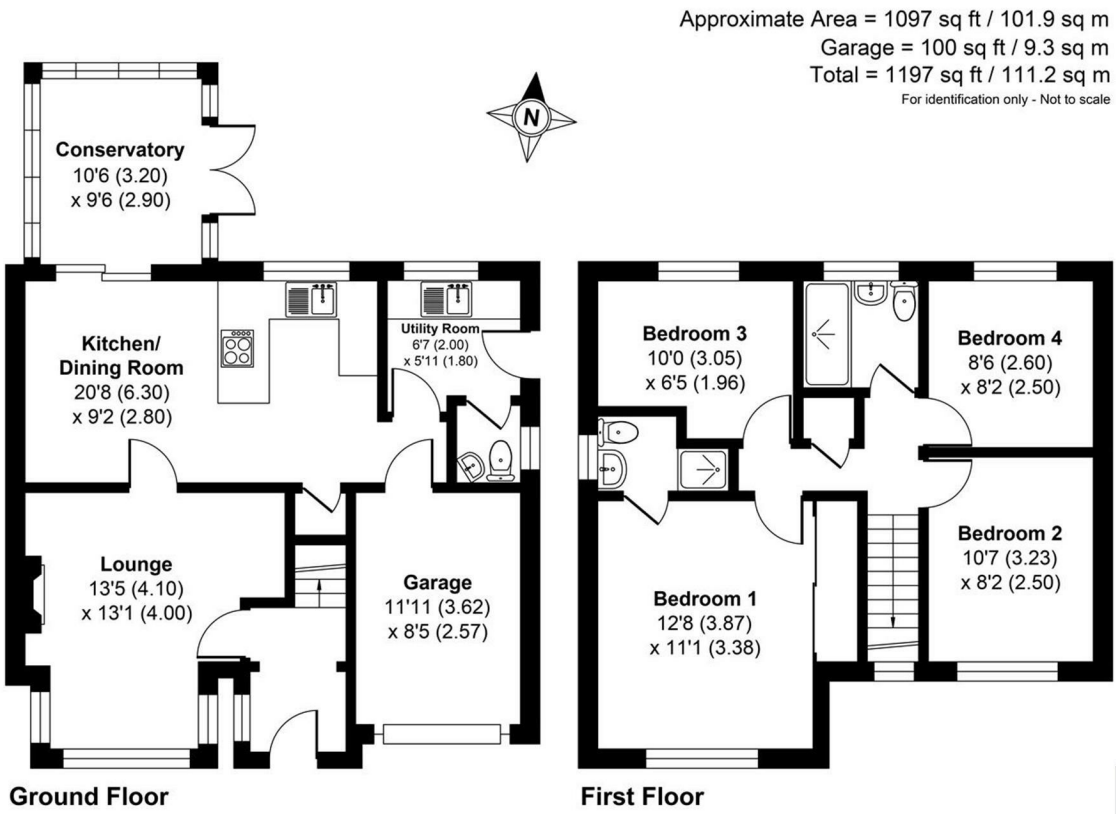 Approximate Area = 1097 sq ft / 101.9 sq m
Garage = 100 sq ft / 9.3 sq m
Total = 1197 sq ft / 111.2 sq m
For identification only - Not to scale
N
Conservatory
10'6 (3.20)
x 9'6 (2.90)
Kitchen/
Dining Room
20'8 (6.30)
x 9'2 (2.80)
Utility Room
6'7 (2.00)
x 5'11 (1.80)
Lounge
13'5 (4.10)
x 13'1 (4.00)
Garage
11'11 (3.62)
x 8'5 (2.57)
Ground Floor
Bedroom 3
10'0 (3.05)
x 6'5 (1.96)
Bedroom 4
8'6 (2.60)
x 8'2 (2.50)
Bedroom 2
10'7 (3.23)
x 8'2 (2.50)
Bedroom 1
12'8 (3.87)
x 11'1 (3.38)
First Floor